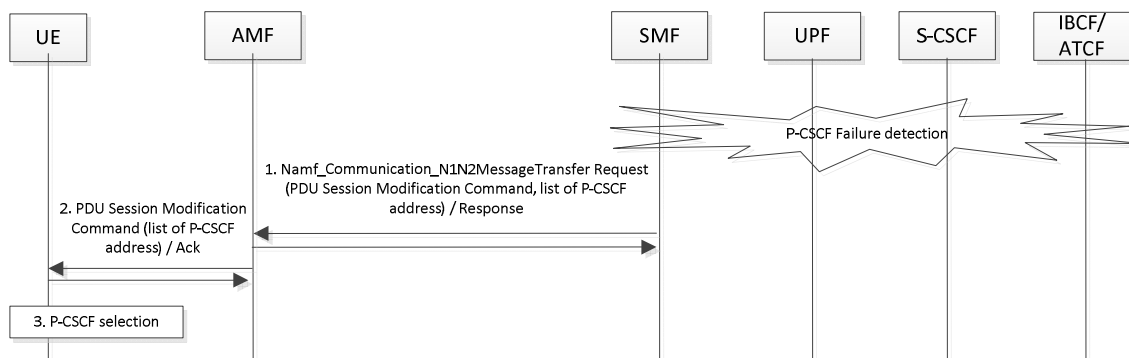 UE
AMF
SMF
UPF
S-CSCF
IBCF/
ATCF
P-CSCF Failure detection
1. Namf_Communication_N1N2MessageTransfer Request
(PDU Session Modification Command, list of P-CSCF
address) / Response
2. PDU Session Modification
Command (list of P-CSCF
address) / Ack
3. P-CSCF selection